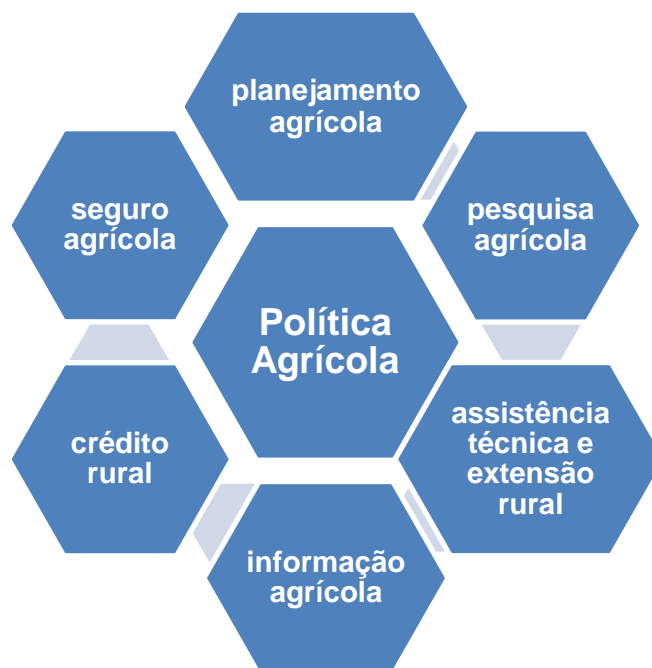 planejamento
agrícola
seguro
agrícola
pesquisa
agrícola
Política
Agrícola
crédito
rural
assistência
técnica e
extensão
rural
informação
agrícola